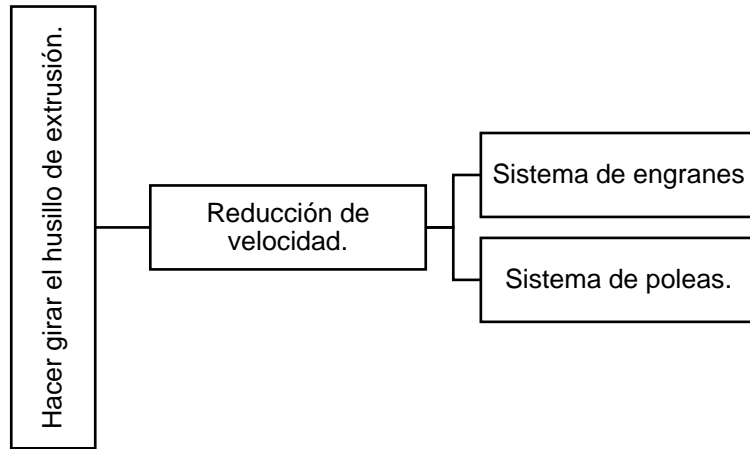 Hacer girar el husillo de extrusión.
Reducción de
velocidad.
Sistema de engranes
Sistema de poleas.